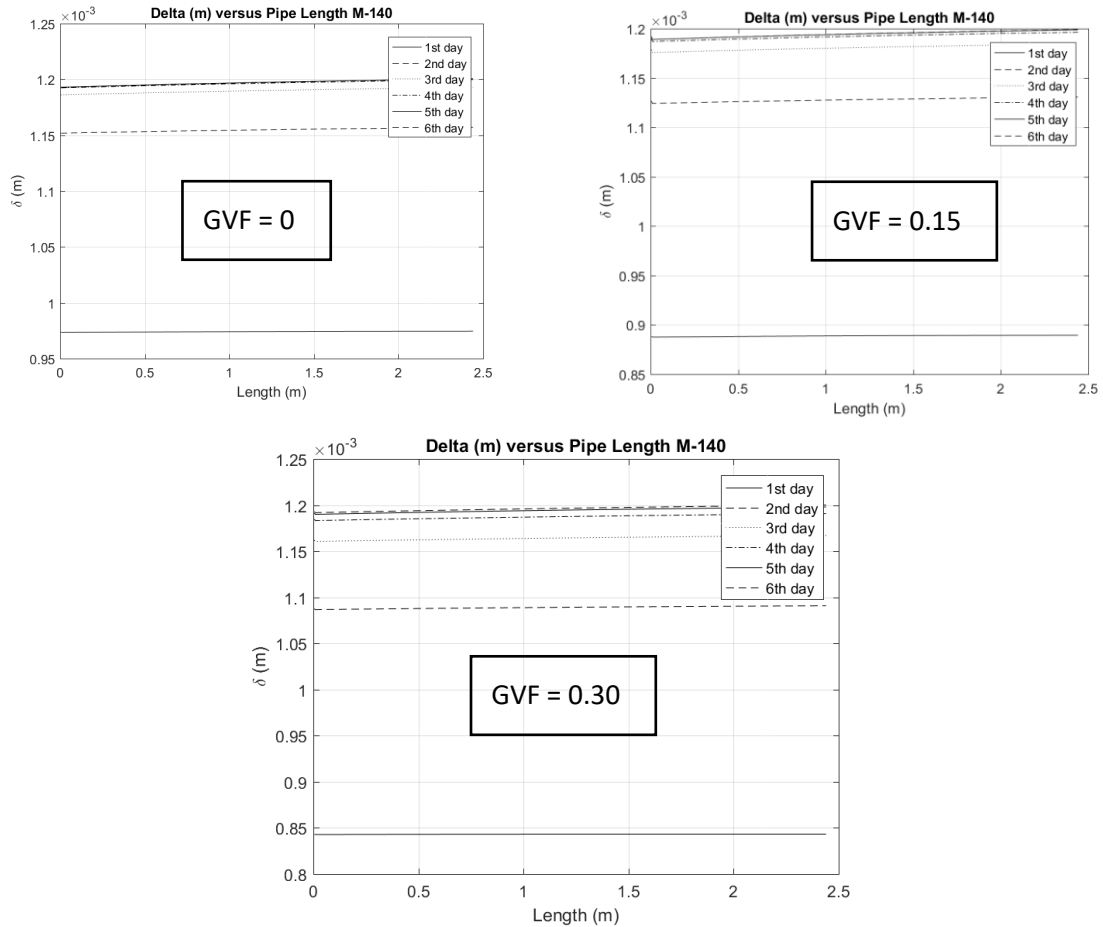 Delta (m) versus Pipe Length M-140
×10⁻³
1.25
1.2
1.15
1.1
1.05
1
0.95
δ (m)
0
0.5
1
1.5
2
2.5
Length (m)
1st day
2nd day
3rd day
4th day
5th day
6th day
GVF = 0
Delta (m) versus Pipe Length M-140
×10⁻³
1.2
1.15
1.1
1.05
1
0.95
0.9
0.85
δ (m)
0
0.5
1
1.5
2
2.5
Length (m)
1st day
2nd day
3rd day
4th day
5th day
6th day
GVF = 0.15
Delta (m) versus Pipe Length M-140
×10⁻³
1.25
1.2
1.15
1.1
1.05
1
0.95
0.9
0.85
0.8
δ (m)
0
0.5
1
1.5
2
2.5
Length (m)
1st day
2nd day
3rd day
4th day
5th day
6th day
GVF = 0.30